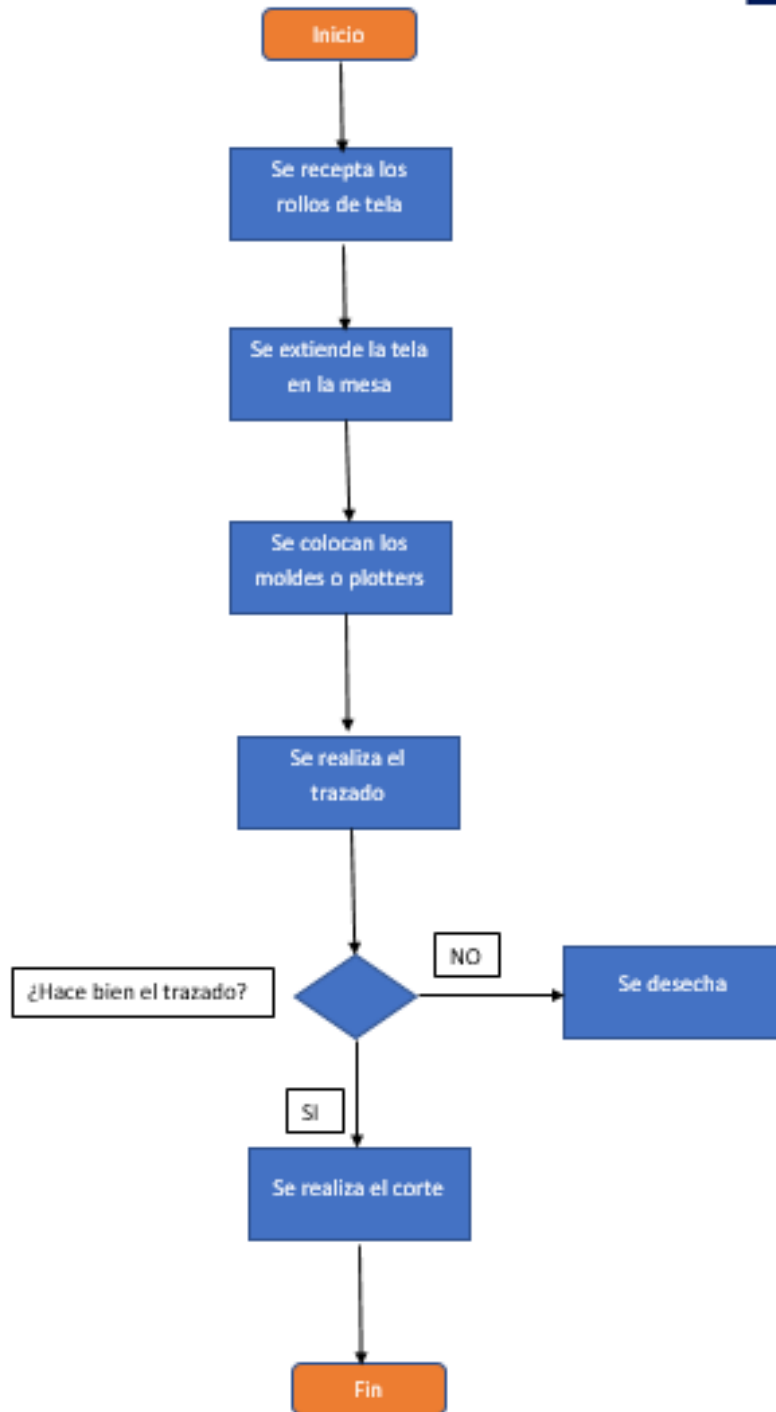 Inicio
Se recepta los
rollos de tela
Se extiende la tela
en la mesa
Se colocan los
moldes o plotters
Se realiza el
trazado
¿Hace bien el trazado?
NO
Se desecha
SI
Se realiza el corte
Fin